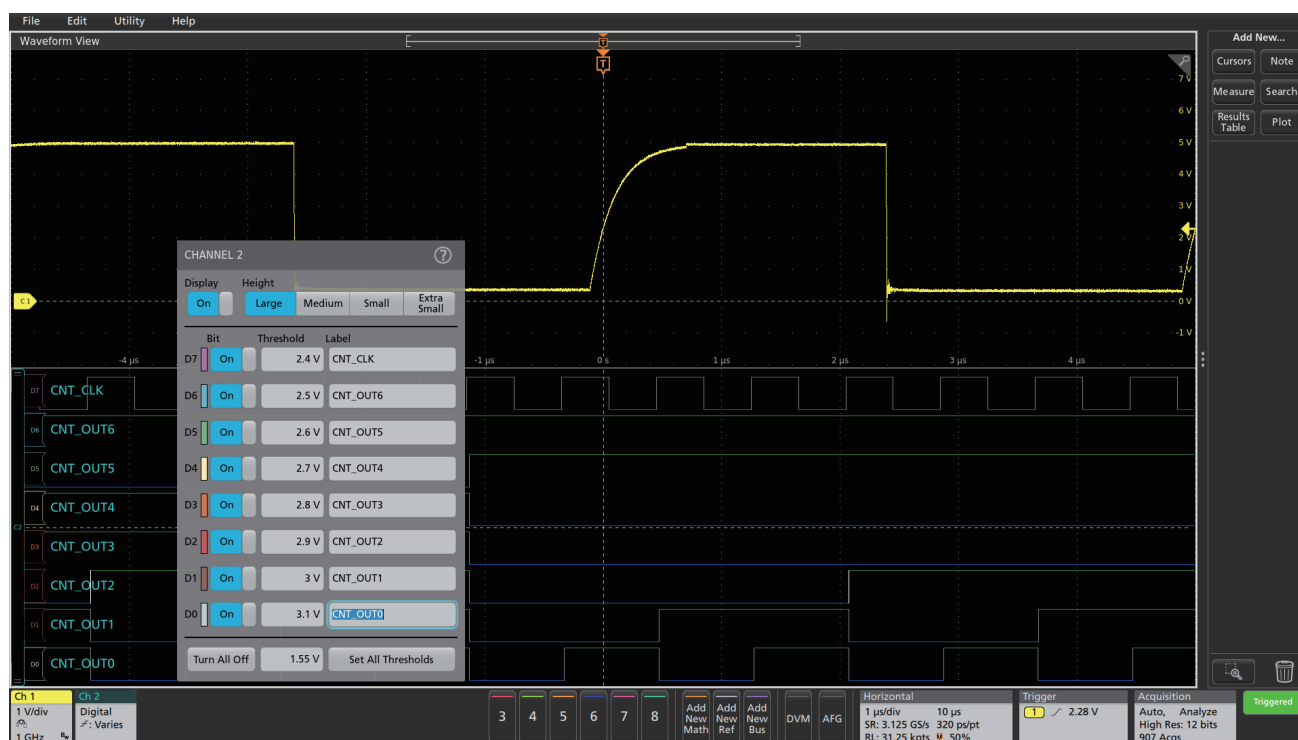 File Edit Utility Help
Waveform View
Add New...
Cursors Note
Measure Search
Results Table Plot
T
T
7 V
6 V
5 V
4 V
3 V
2 V
1 V
0 V
-1 V
C1
-4 µs -1 µs 0 s 1 µs 2 µs 3 µs 4 µs
CHANNEL 2 ?
Display Height
On Large Medium Small Extra Small
Bit Threshold Label
D7 On 2.4 V CNT_CLK
D6 On 2.5 V CNT_OUT6
D5 On 2.6 V CNT_OUT5
D4 On 2.7 V CNT_OUT4
D3 On 2.8 V CNT_OUT3
D2 On 2.9 V CNT_OUT2
D1 On 3 V CNT_OUT1
D0 On 3.1 V CNT_OUT0
Turn All Off 1.55 V Set All Thresholds
D7 CNT_CLK
D6 CNT_OUT6
D5 CNT_OUT5
D4 CNT_OUT4
C2
D3 CNT_OUT3
D2 CNT_OUT2
D1 CNT_OUT1
D0 CNT_OUT0
Ch 1
1 V/div
1 GHz Bw
Ch 2
Digital
: Varies
3 4 5 6 7 8
Add New Math
Add New Ref
Add New Bus
DVM AFG
Horizontal
1 µs/div 10 µs
SR: 3.125 GS/s 320 ps/pt
RL: 31.25 kpts 50%
Trigger
1 2.28 V
Acquisition
Auto, Analyze
High Res: 12 bits
907 Acqs
Triggered